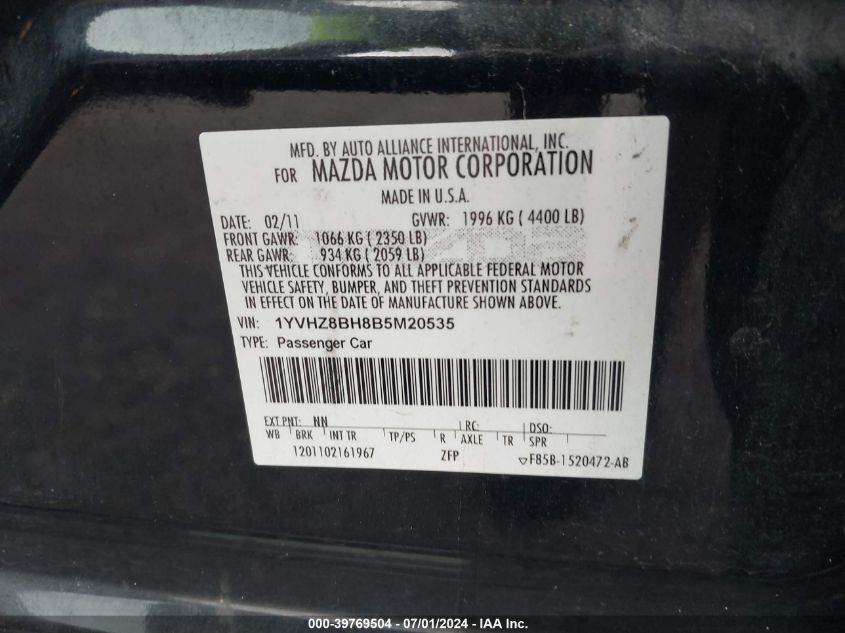 MFD. BY AUTO ALLIANCE INTERNATIONAL, INC.
FOR MAZDA MOTOR CORPORATION
MADE IN U.S.A.
DATE: 02/11 GVWR: 1996 KG ( 4400 LB)
FRONT GAWR: 1066 KG ( 2350 LB)
REAR GAWR: 934 KG ( 2059 LB)
THIS VEHICLE CONFORMS TO ALL APPLICABLE FEDERAL MOTOR
VEHICLE SAFETY, BUMPER, AND THEFT PREVENTION STANDARDS
IN EFFECT ON THE DATE OF MANUFACTURE SHOWN ABOVE.
VIN: 1YVHZ8BH8B5M20535
TYPE: Passenger Car
EXT PNT: NN RC: DSO:
WB BRK INT TR TP/PS R AXLE TR SPR
1201102161967 ZFP F85B-1520472-AB
000-39769504 - 07/01/2024 - IAA Inc.